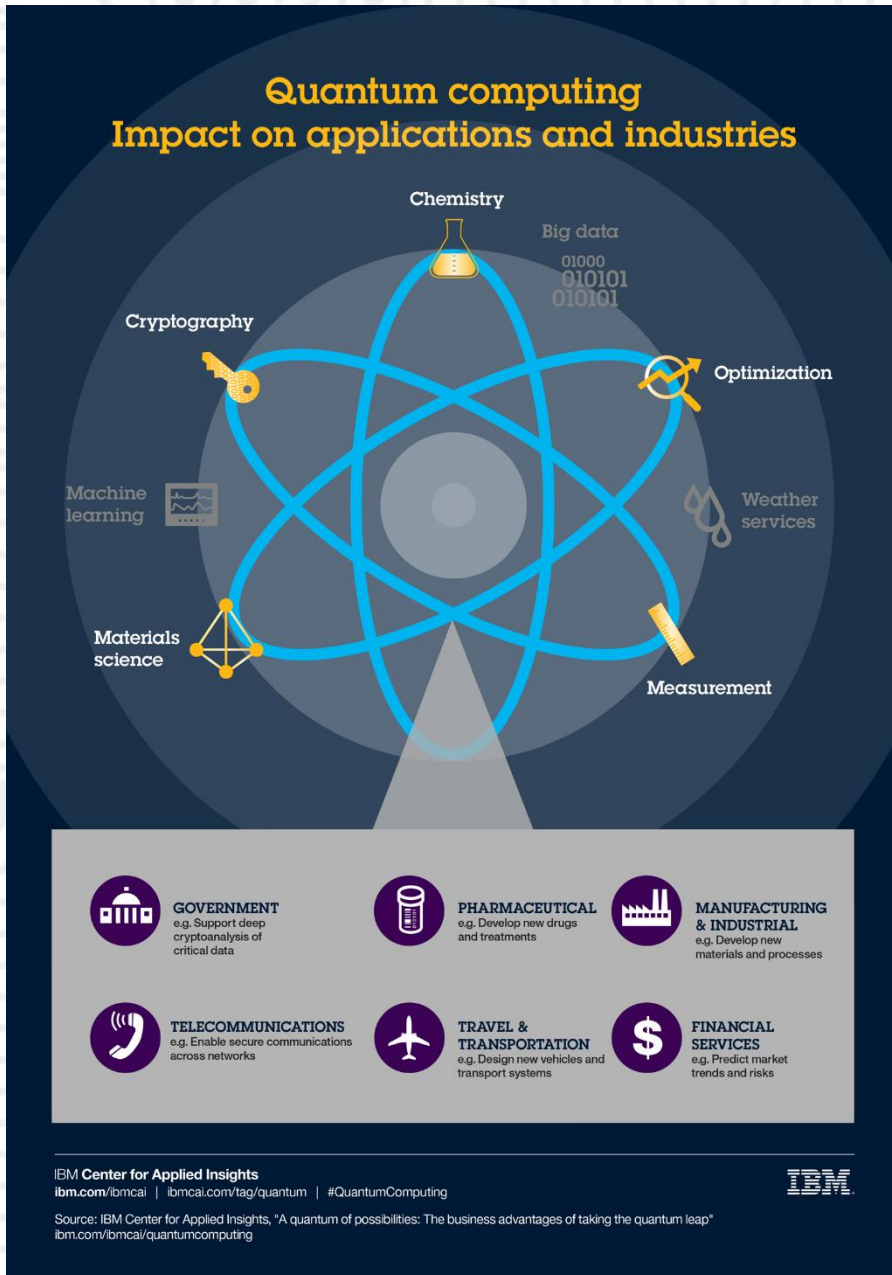 Quantum computing
Impact on applications and industries
Chemistry
Big data
01000
010101
010101
Cryptography
Optimization
Machine
learning
Weather
services
Materials
science
Measurement
GOVERNMENT
e.g. Support deep
cryptoanalysis of
critical data
PHARMACEUTICAL
e.g. Develop new drugs
and treatments
MANUFACTURING
& INDUSTRIAL
e.g. Develop new
materials and processes
TELECOMMUNICATIONS
e.g. Enable secure communications
across networks
TRAVEL &
TRANSPORTATION
e.g. Design new vehicles and
transport systems
$
FINANCIAL
SERVICES
e.g. Predict market
trends and risks
IBM Center for Applied Insights
ibm.com/ibmcai | ibmcai.com/tag/quantum | #QuantumComputing
IBM
Source: IBM Center for Applied Insights, "A quantum of possibilities: The business advantages of taking the quantum leap"
ibm.com/ibmcai/quantumcomputing